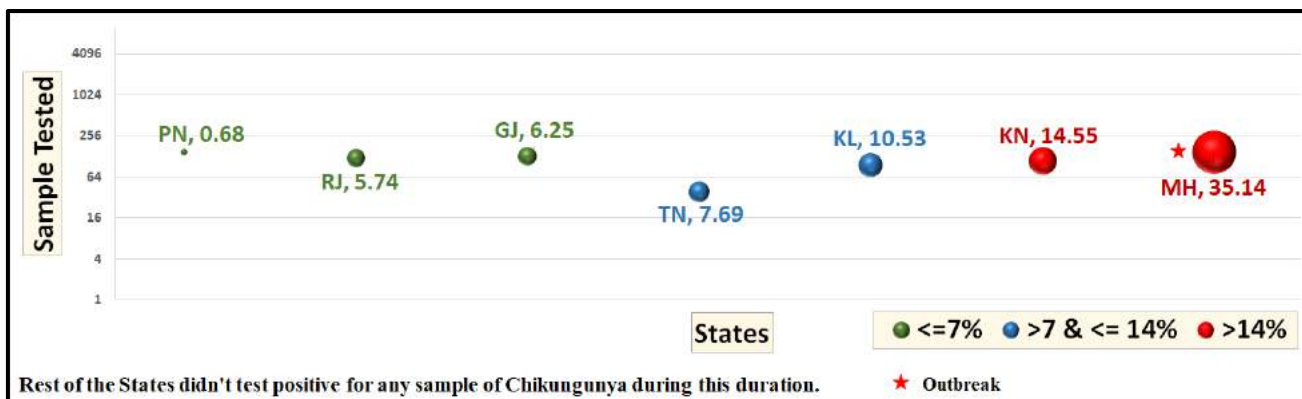 Sample Tested
4096
1024
256
64
16
4
1
PN, 0.68
RJ, 5.74
GJ, 6.25
TN, 7.69
KL, 10.53
KN, 14.55
MH, 35.14
States
<=7% >7 & <= 14% >14%
Rest of the States didn't test positive for any sample of Chikungunya during this duration. Outbreak